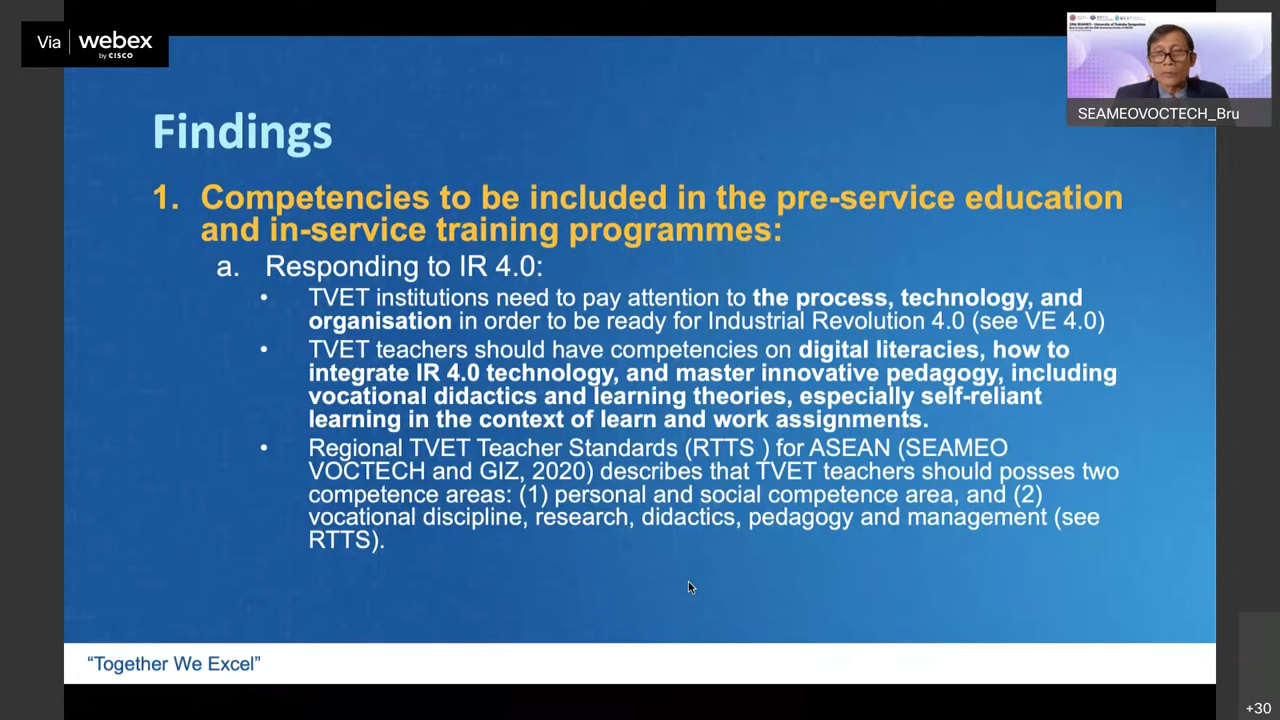 Via webex
by CISCO
SEAMEOVOCTECH_Bru
Findings
1. Competencies to be included in the pre-service education
and in-service training programmes:
a. Responding to IR 4.0:
• TVET institutions need to pay attention to the process, technology, and
organisation in order to be ready for Industrial Revolution 4.0 (see VE 4.0)
• TVET teachers should have competencies on digital literacies, how to
integrate IR 4.0 technology, and master innovative pedagogy, including
vocational didactics and learning theories, especially self-reliant
learning in the context of learn and work assignments.
• Regional TVET Teacher Standards (RTTS ) for ASEAN (SEAMEO
VOCTECH and GIZ, 2020) describes that TVET teachers should posses two
competence areas: (1) personal and social competence area, and (2)
vocational discipline, research, didactics, pedagogy and management (see
RTTS).
“Together We Excel”
+30